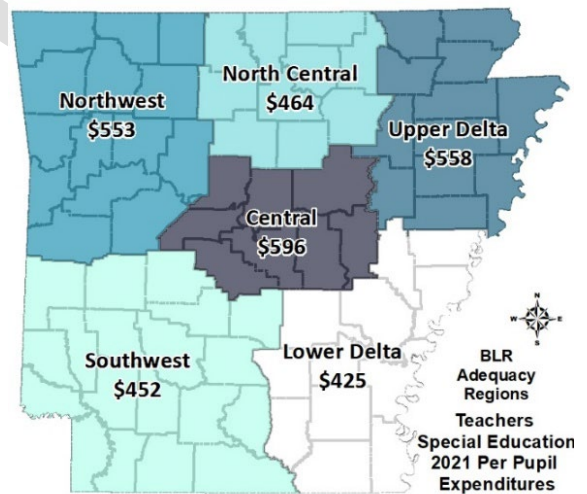 North Central
$464
Northwest
$553
Upper Delta
$558
Central
$596
Southwest
$452
Lower Delta
$425
N
W E
S
BLR
Adequacy
Regions
Teachers
Special Education
2021 Per Pupil
Expenditures